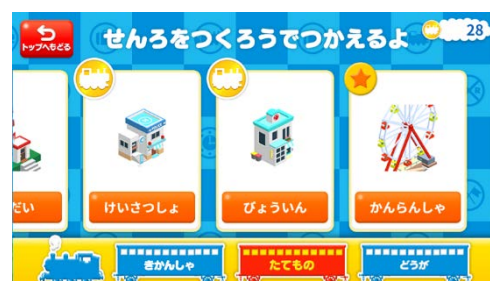 トップへもどる
せんろをつくろうでつかえるよ
28
だい
けいさつしょ
びょういん
かんらんしゃ
きかんしゃ
たてもの
どうが